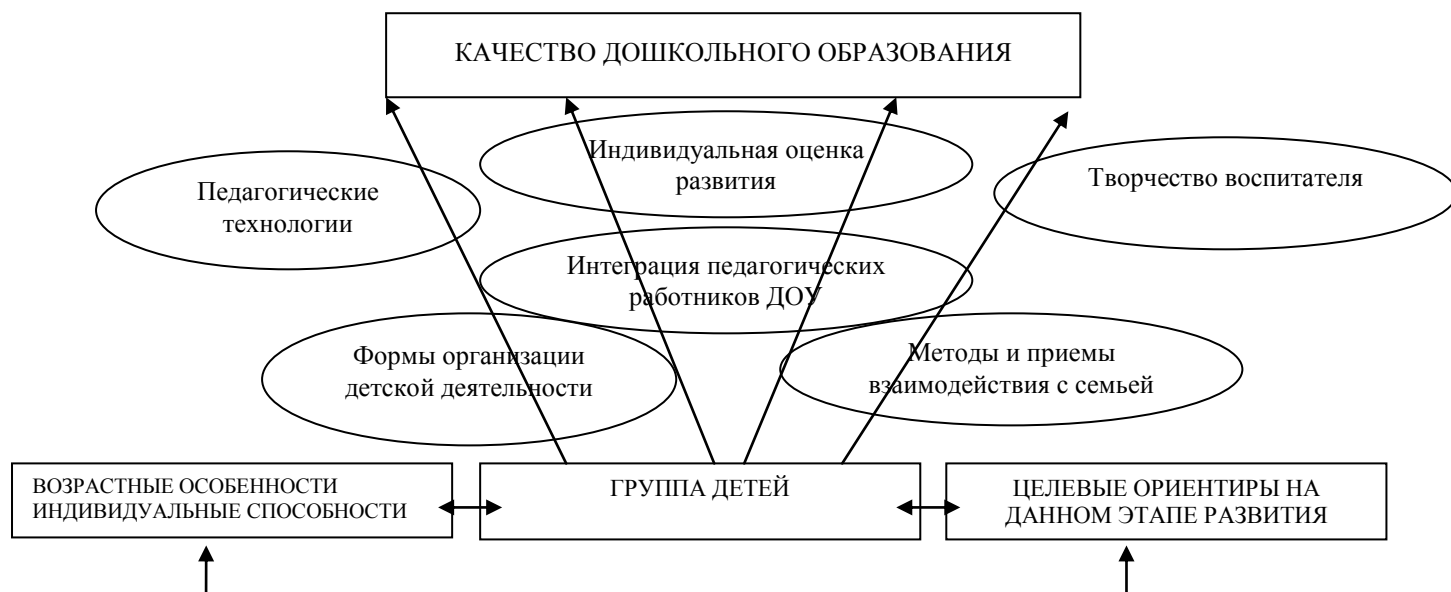 КАЧЕСТВО ДОШКОЛЬНОГО ОБРАЗОВАНИЯ
Индивидуальная оценка
развития
Педагогические
технологии
Творчество воспитателя
Интеграция педагогических
работников ДОУ
Формы организации
детской деятельности
Методы и приемы
взаимодействия с семьей
ВОЗРАСТНЫЕ ОСОБЕННОСТИ
ИНДИВИДУАЛЬНЫЕ СПОСОБНОСТИ
ГРУППА ДЕТЕЙ
ЦЕЛЕВЫЕ ОРИЕНТИРЫ НА
ДАННОМ ЭТАПЕ РАЗВИТИЯ